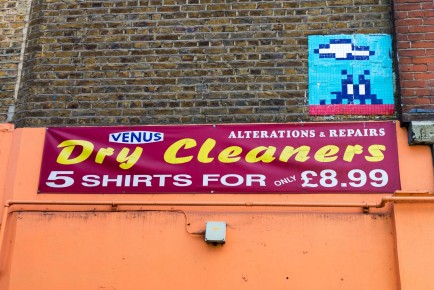 VENUS
ALTERATIONS & REPAIRS
Dry Cleaners
5 SHIRTS FOR ONLY £8.99